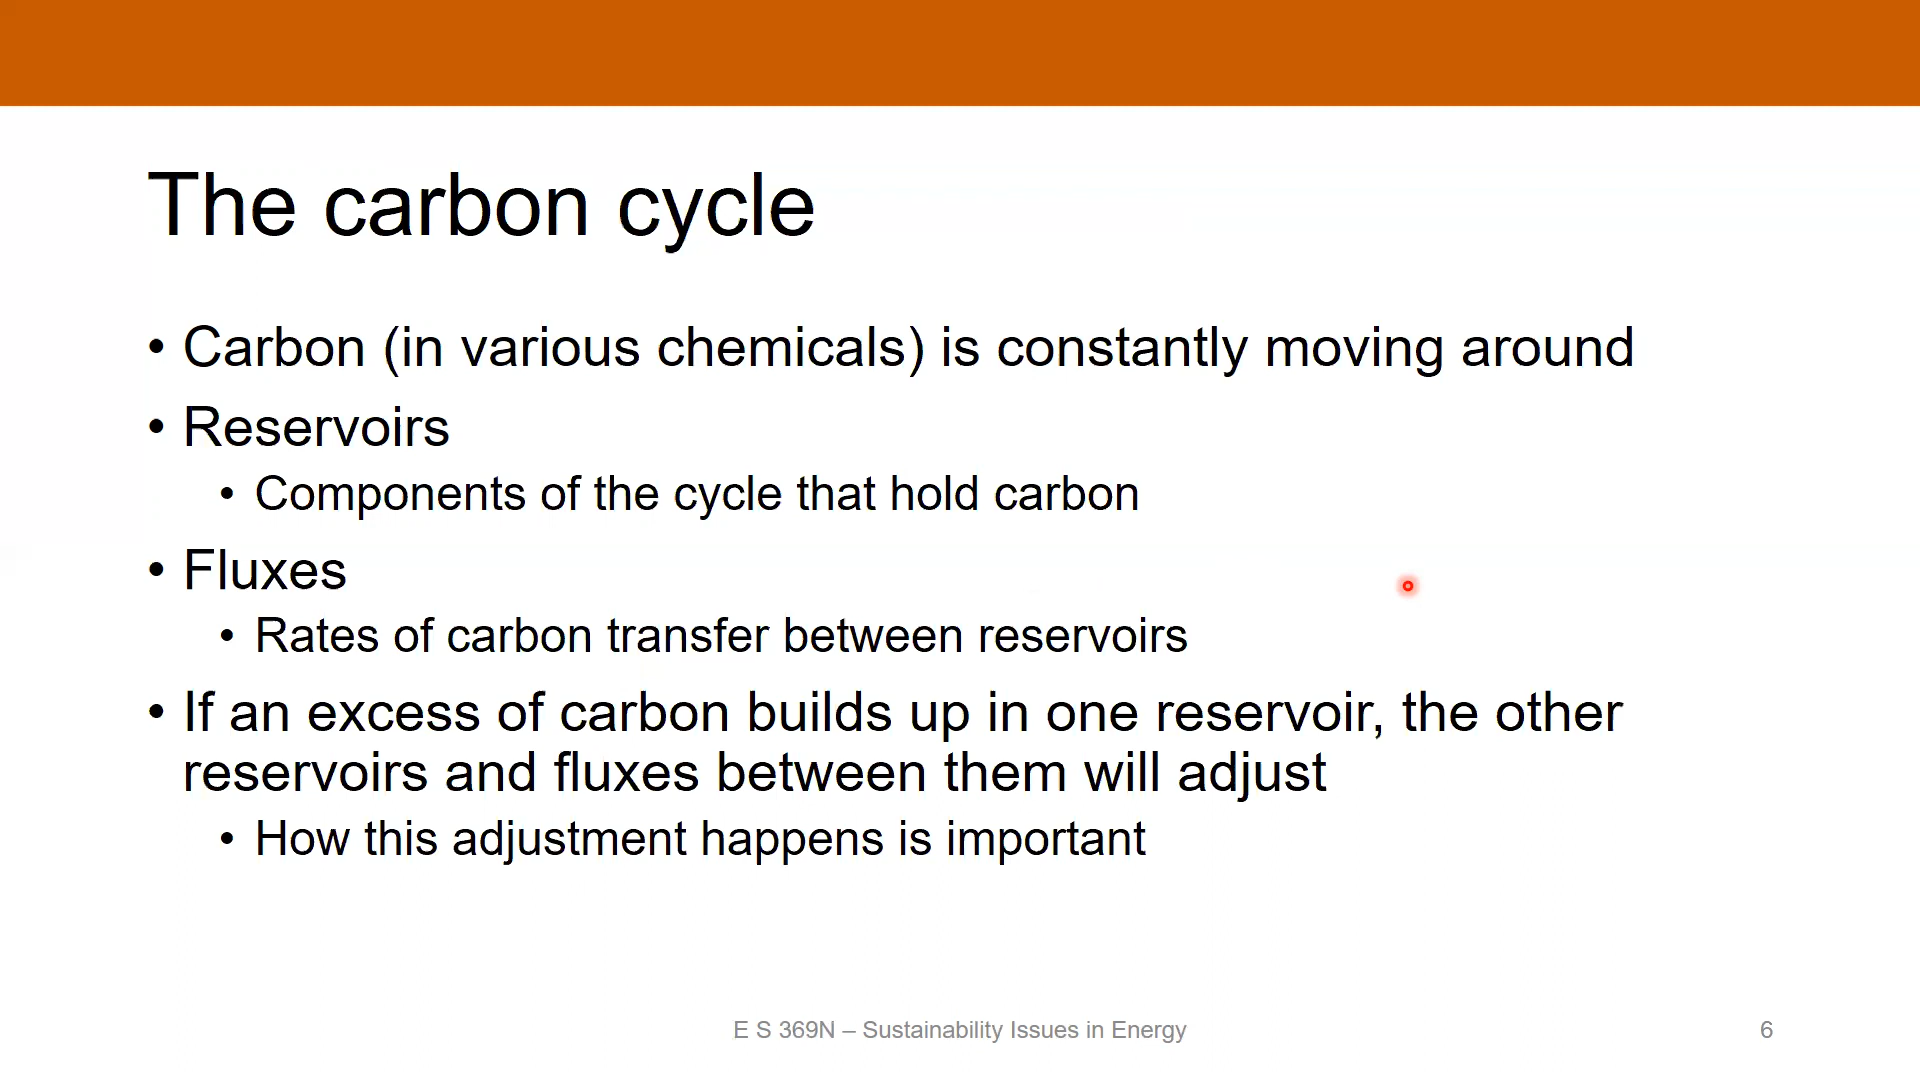 The carbon cycle
• Carbon (in various chemicals) is constantly moving around
• Reservoirs
• Components of the cycle that hold carbon
• Fluxes
• Rates of carbon transfer between reservoirs
• If an excess of carbon builds up in one reservoir, the other
reservoirs and fluxes between them will adjust
• How this adjustment happens is important
E S 369N – Sustainability Issues in Energy
6